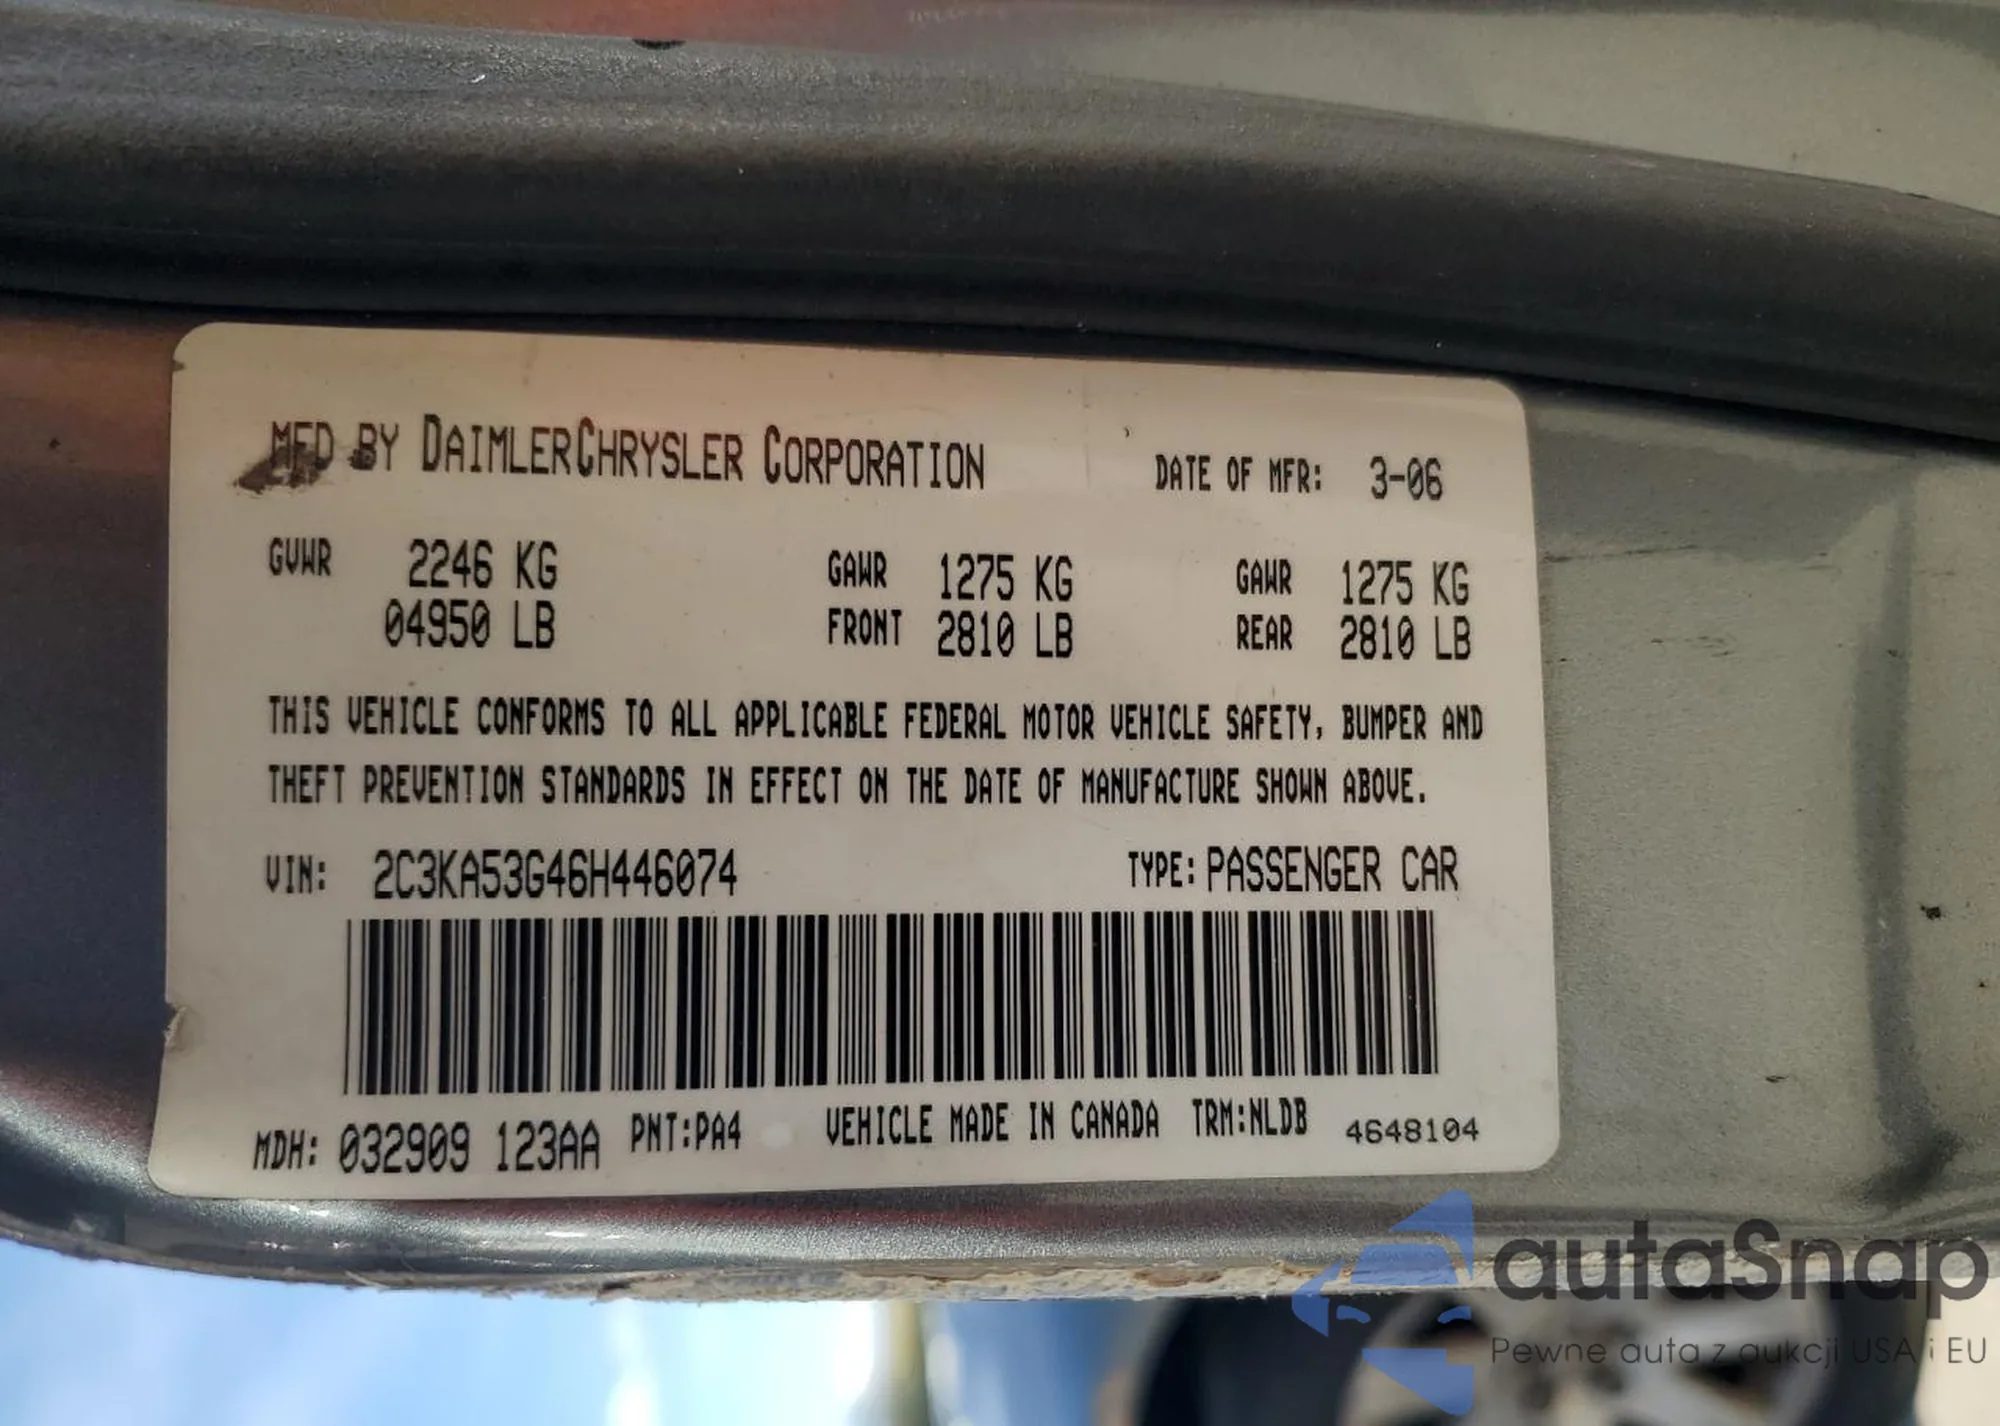 MFD BY DAIMLERCHRYSLER CORPORATION DATE OF MFR: 3-06
GVWR 2246 KG GAWR 1275 KG GAWR 1275 KG
04950 LB FRONT 2810 LB REAR 2810 LB
THIS VEHICLE CONFORMS TO ALL APPLICABLE FEDERAL MOTOR VEHICLE SAFETY, BUMPER AND
THEFT PREVENTION STANDARDS IN EFFECT ON THE DATE OF MANUFACTURE SHOWN ABOVE.
VIN: 2C3KA53G46H446074 TYPE: PASSENGER CAR
MDH: 032909 123AA PNT:PA4 VEHICLE MADE IN CANADA TRM:NLDB 4648104
autaSnap
Pewne auta z aukcji USA i EU